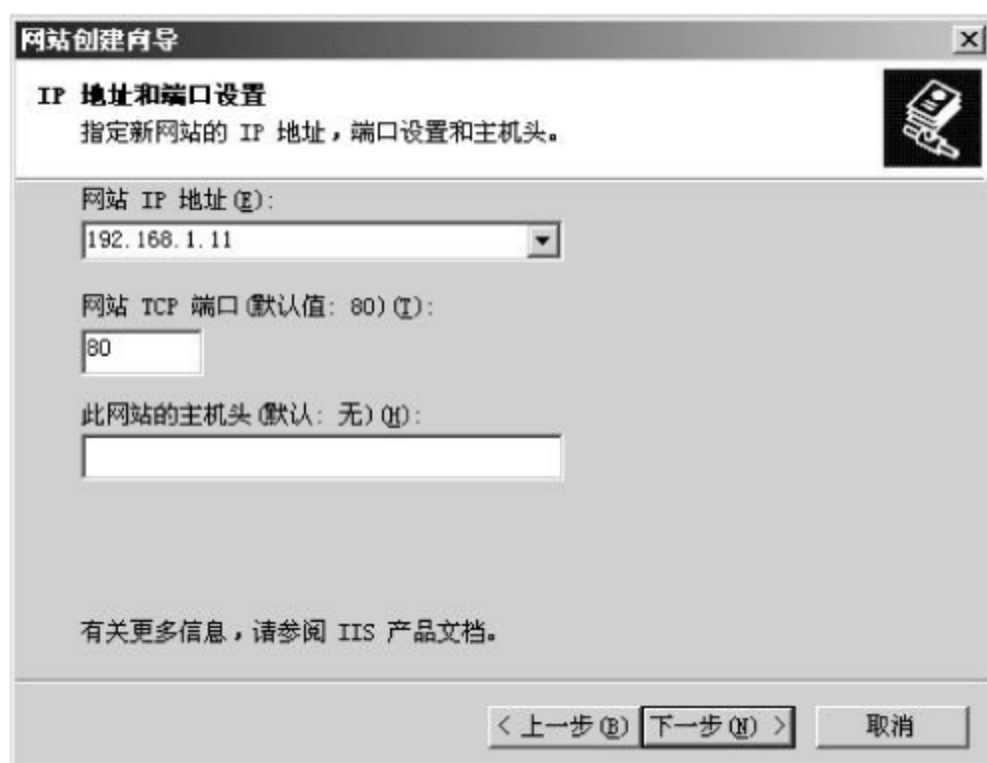 网站创建向导
IP 地址和端口设置
指定新网站的 IP 地址，端口设置和主机头。
网站 IP 地址(E):
192.168.1.11
网站 TCP 端口(默认值: 80)(T):
80
此网站的主机头(默认: 无)(H):
有关更多信息，请参阅 IIS 产品文档。
< 上一步(B) 下一步(N) > 取消